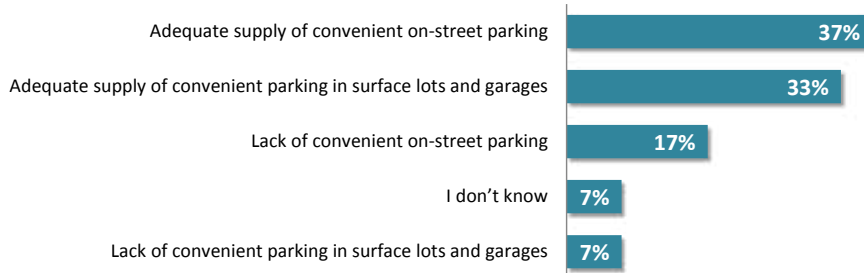 Adequate supply of convenient on-street parking 37%
Adequate supply of convenient parking in surface lots and garages 33%
Lack of convenient on-street parking 17%
I don’t know 7%
Lack of convenient parking in surface lots and garages 7%